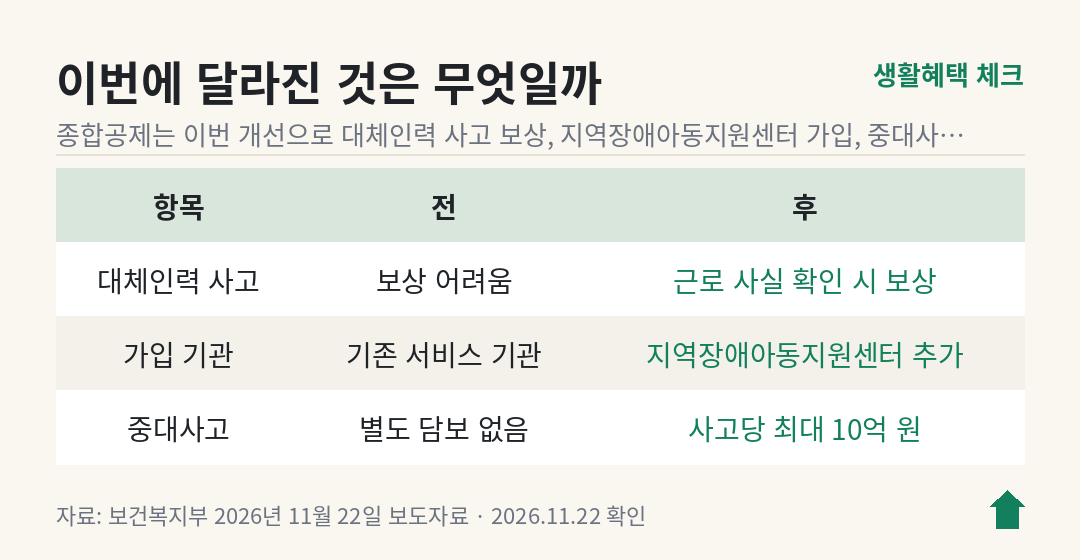 이번에 달라진 것은 무엇일까
생활혜택 체크
종합공제는 이번 개선으로 대체인력 사고 보상, 지역장애아동지원센터 가입, 중대사…
항목 전 후
대체인력 사고 보상 어려움 근로 사실 확인 시 보상
가입 기관 기존 서비스 기관 지역장애아동지원센터 추가
중대사고 별도 담보 없음 사고당 최대 10억 원
자료: 보건복지부 2026년 11월 22일 보도자료 · 2026.11.22 확인